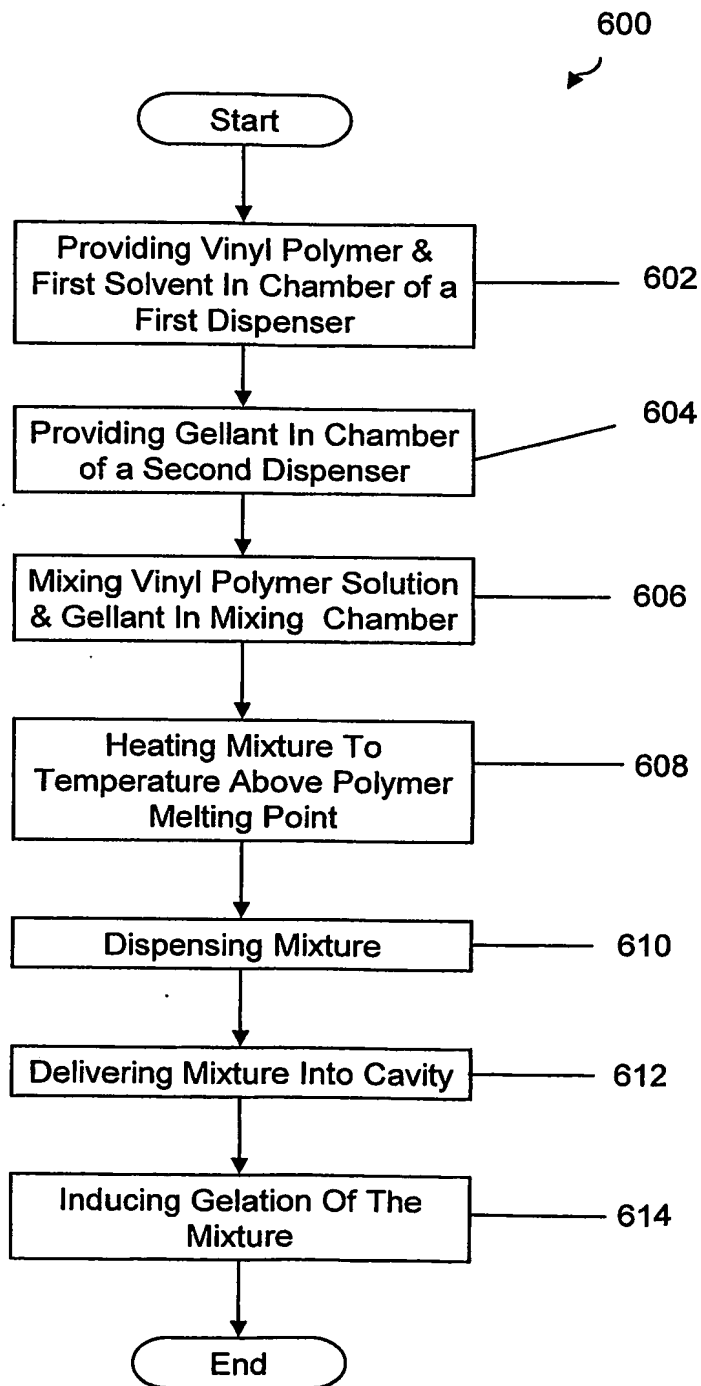 600
Start
Providing Vinyl Polymer &
First Solvent In Chamber of a
First Dispenser
602
Providing Gellant In Chamber
of a Second Dispenser
604
Mixing Vinyl Polymer Solution
& Gellant In Mixing Chamber
606
Heating Mixture To
Temperature Above Polymer
Melting Point
608
Dispensing Mixture
610
Delivering Mixture Into Cavity
612
Inducing Gelation Of The
Mixture
614
End